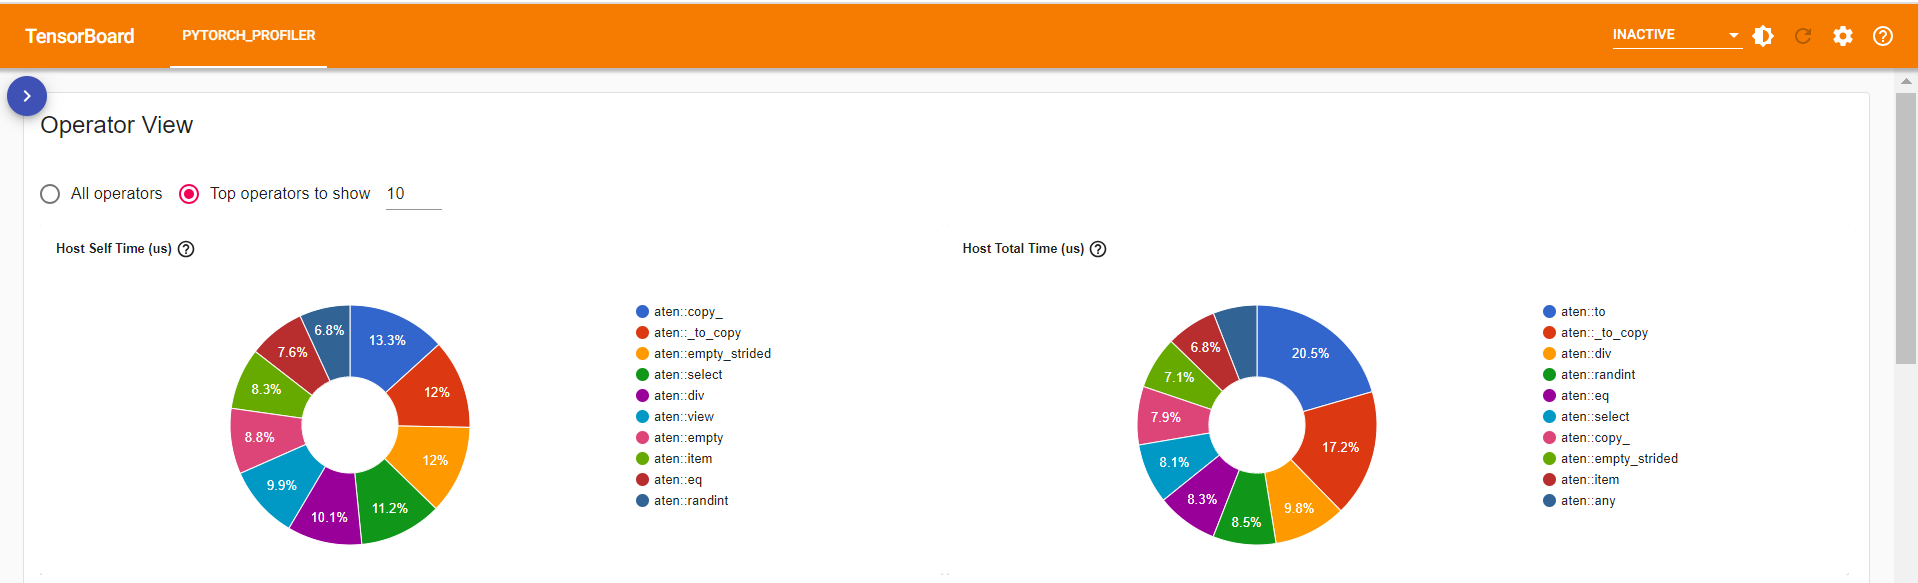 TensorBoard PYTORCH_PROFILER INACTIVE
Operator View
All operators Top operators to show 10
Host Self Time (us)
13.3%
12%
12%
11.2%
10.1%
9.9%
8.8%
8.3%
7.6%
6.8%
aten::copy_
aten::_to_copy
aten::empty_strided
aten::select
aten::div
aten::view
aten::empty
aten::item
aten::eq
aten::randint
Host Total Time (us)
20.5%
17.2%
9.8%
8.5%
8.3%
8.1%
7.9%
7.1%
6.8%
aten::to
aten::_to_copy
aten::div
aten::randint
aten::eq
aten::select
aten::copy_
aten::empty_strided
aten::item
aten::any